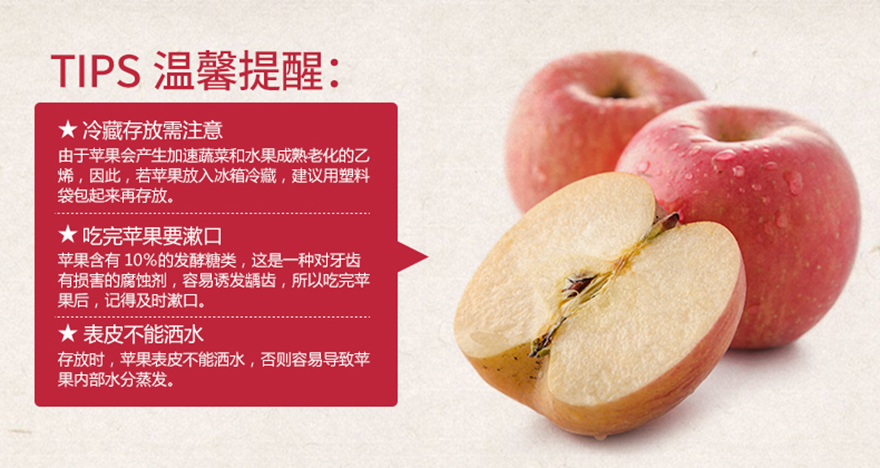 TIPS 温馨提醒：
★ 冷藏存放需注意
由于苹果会产生加速蔬菜和水果成熟老化的乙
烯，因此，若苹果放入冰箱冷藏，建议用塑料
袋包起来再存放。
★ 吃完苹果要漱口
苹果含有 10%的发酵糖类，这是一种对牙齿
有损害的腐蚀剂，容易诱发龋齿，所以吃完苹
果后，记得及时漱口。
★ 表皮不能洒水
存放时，苹果表皮不能洒水，否则容易导致苹
果内部水分蒸发。